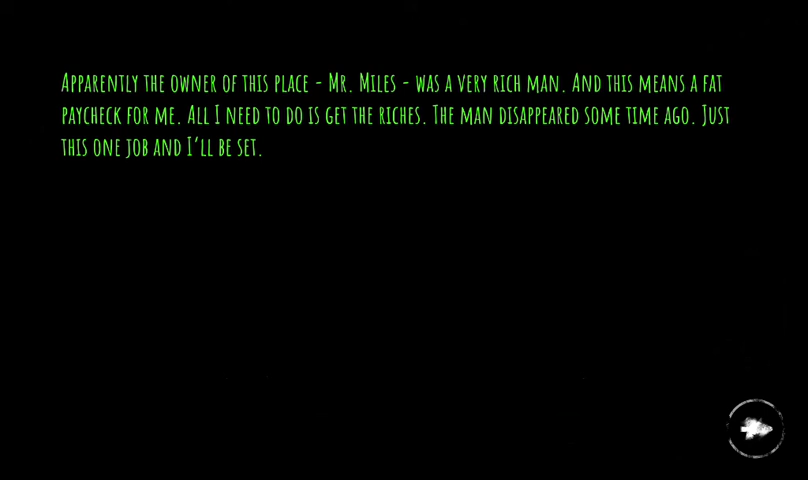 Apparently the owner of this place - Mr. Miles - was a very rich man. And this means a fat
paycheck for me. All I need to do is get the riches. The man disappeared some time ago. Just
this one job and I'll be set.